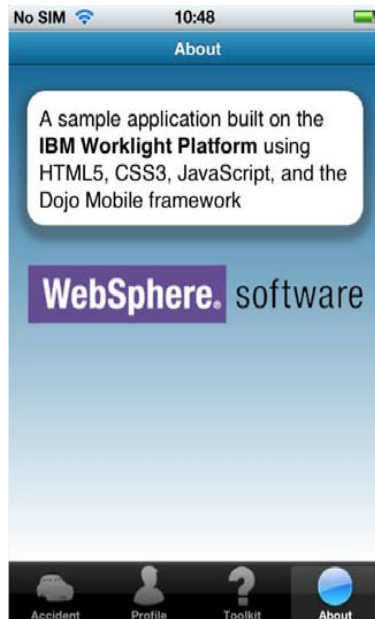 No SIM 10:48
About
A sample application built on the
IBM Worklight Platform using
HTML5, CSS3, JavaScript, and the
Dojo Mobile framework
WebSphere. software
Accident Profile Toolkit About